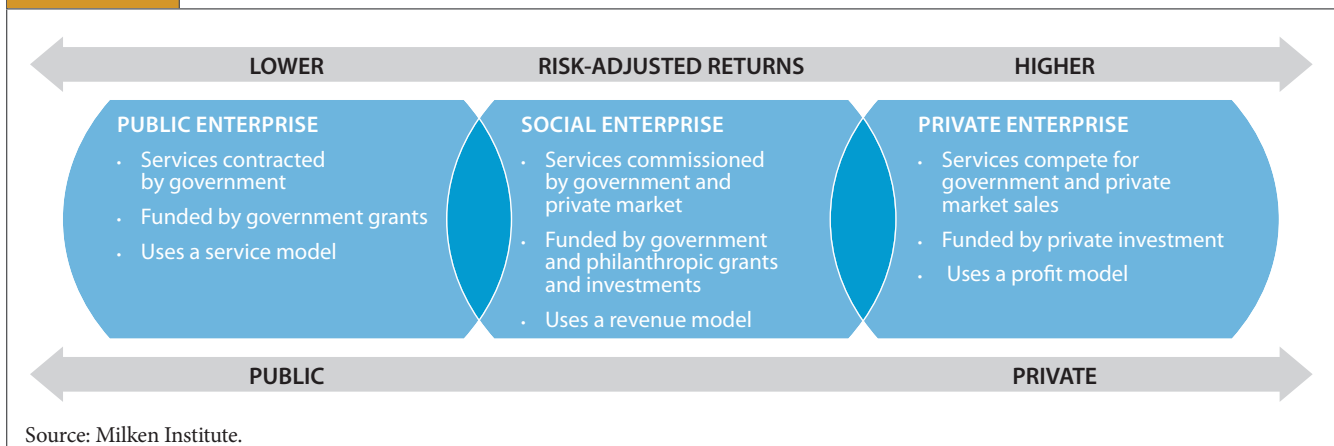 LOWER RISK-ADJUSTED RETURNS HIGHER
PUBLIC ENTERPRISE
• Services contracted
by government
• Funded by government grants
• Uses a service model
SOCIAL ENTERPRISE
• Services commissioned
by government and
private market
• Funded by government
and philanthropic grants
and investments
• Uses a revenue model
PRIVATE ENTERPRISE
• Services compete for
government and private
market sales
• Funded by private investment
• Uses a profit model
PUBLIC PRIVATE
Source: Milken Institute.